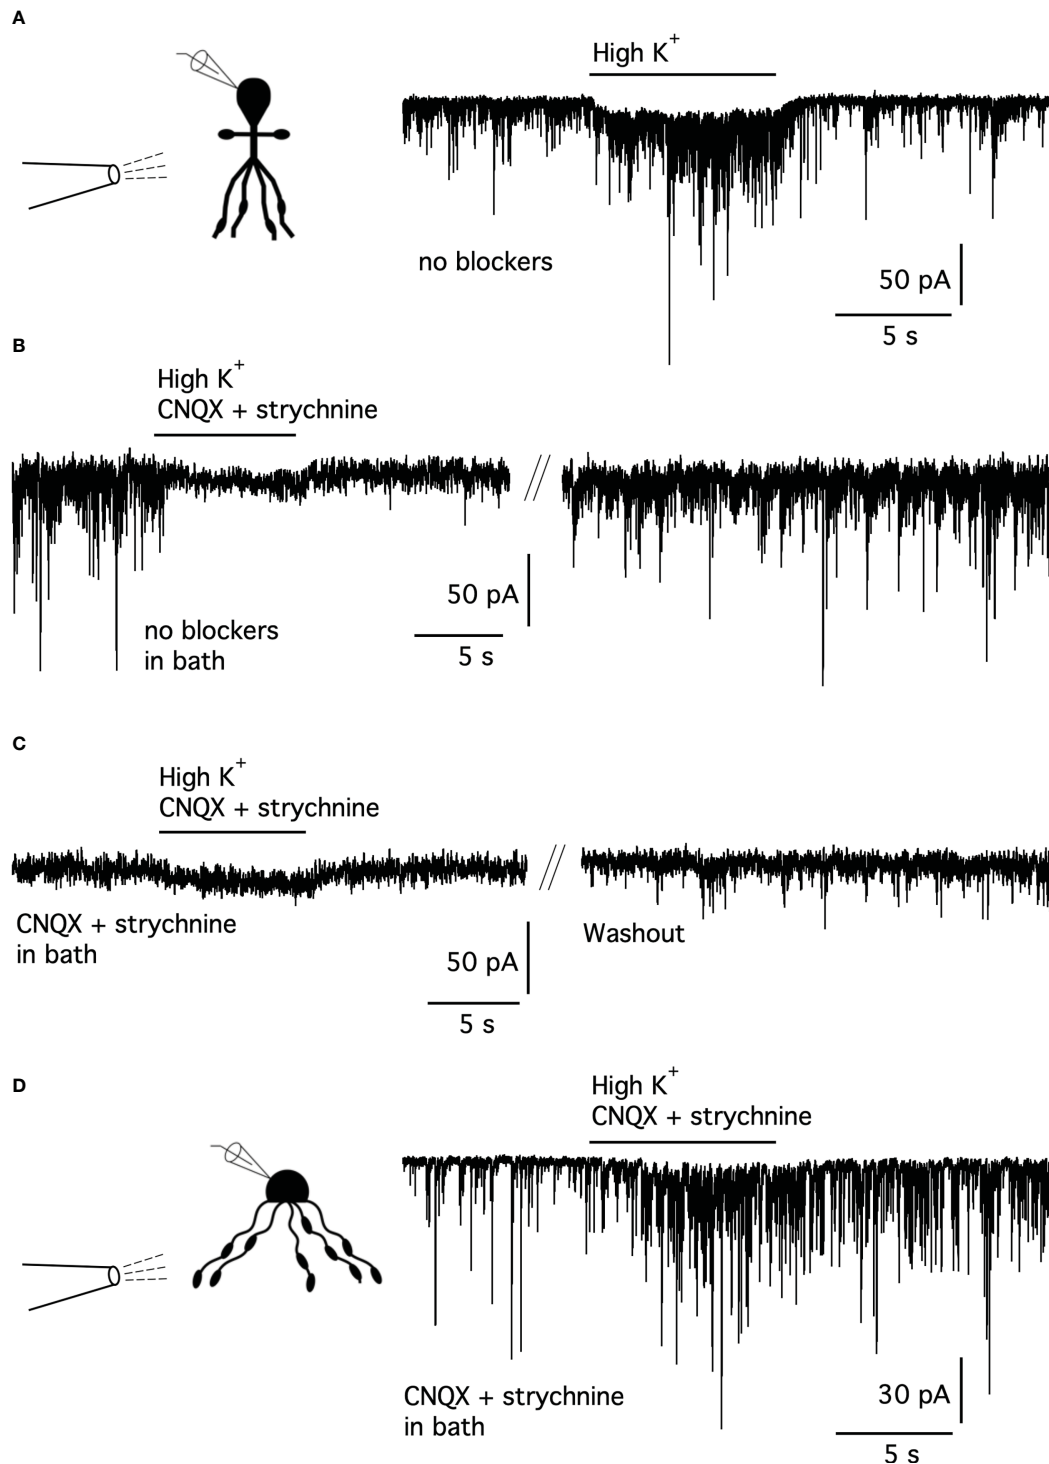 A
High K+
no blockers
50 pA
5 s
B
High K+
CNQX + strychnine
50 pA
no blockers
in bath
5 s
C
High K+
CNQX + strychnine
CNQX + strychnine
in bath
Washout
50 pA
5 s
D
High K+
CNQX + strychnine
CNQX + strychnine
in bath
30 pA
5 s